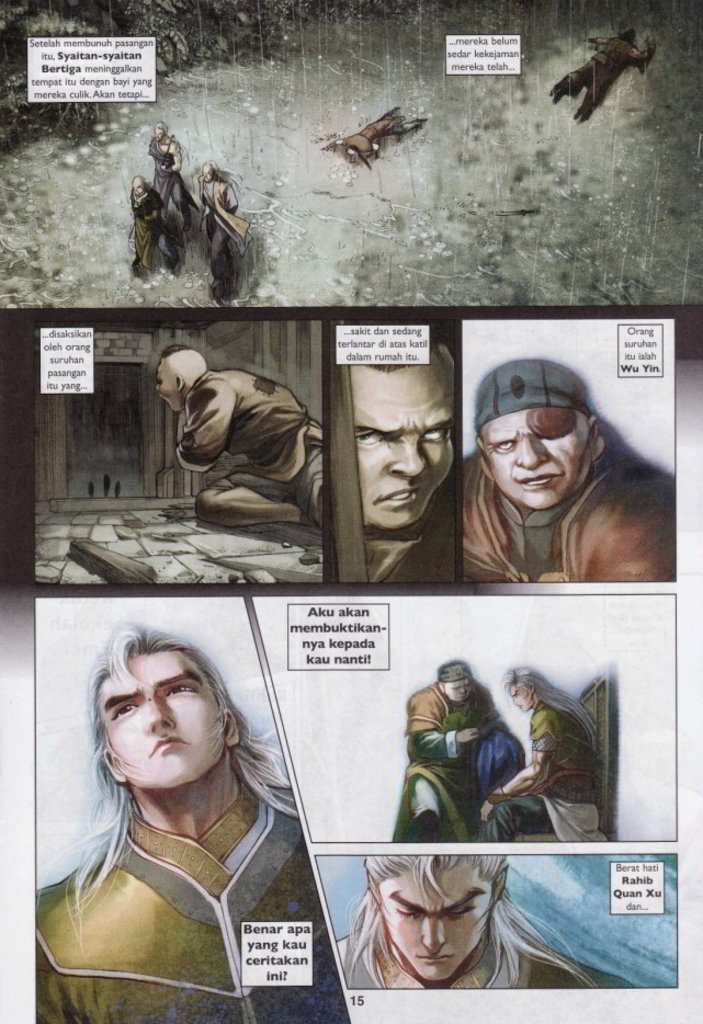 Setelah membunuh pasangan
itu, Syaitan-syaitan
Bertiga meninggalkan
tempat itu dengan bayi yang
mereka culik. Akan tetapi...
...mereka belum
sedar kekejaman
mereka telah...
...disaksikan
oleh orang
suruhan
pasangan
itu yang...
...sakit dan sedang
terlantar di atas katil
dalam rumah itu.
Orang
suruhan
itu ialah
Wu Yin.
Aku akan
membuktikan-
nya kepada
kau nanti!
Benar apa
yang kau
ceritakan
ini?
Berat hati
Rahib
Quan Xu
dan...
15